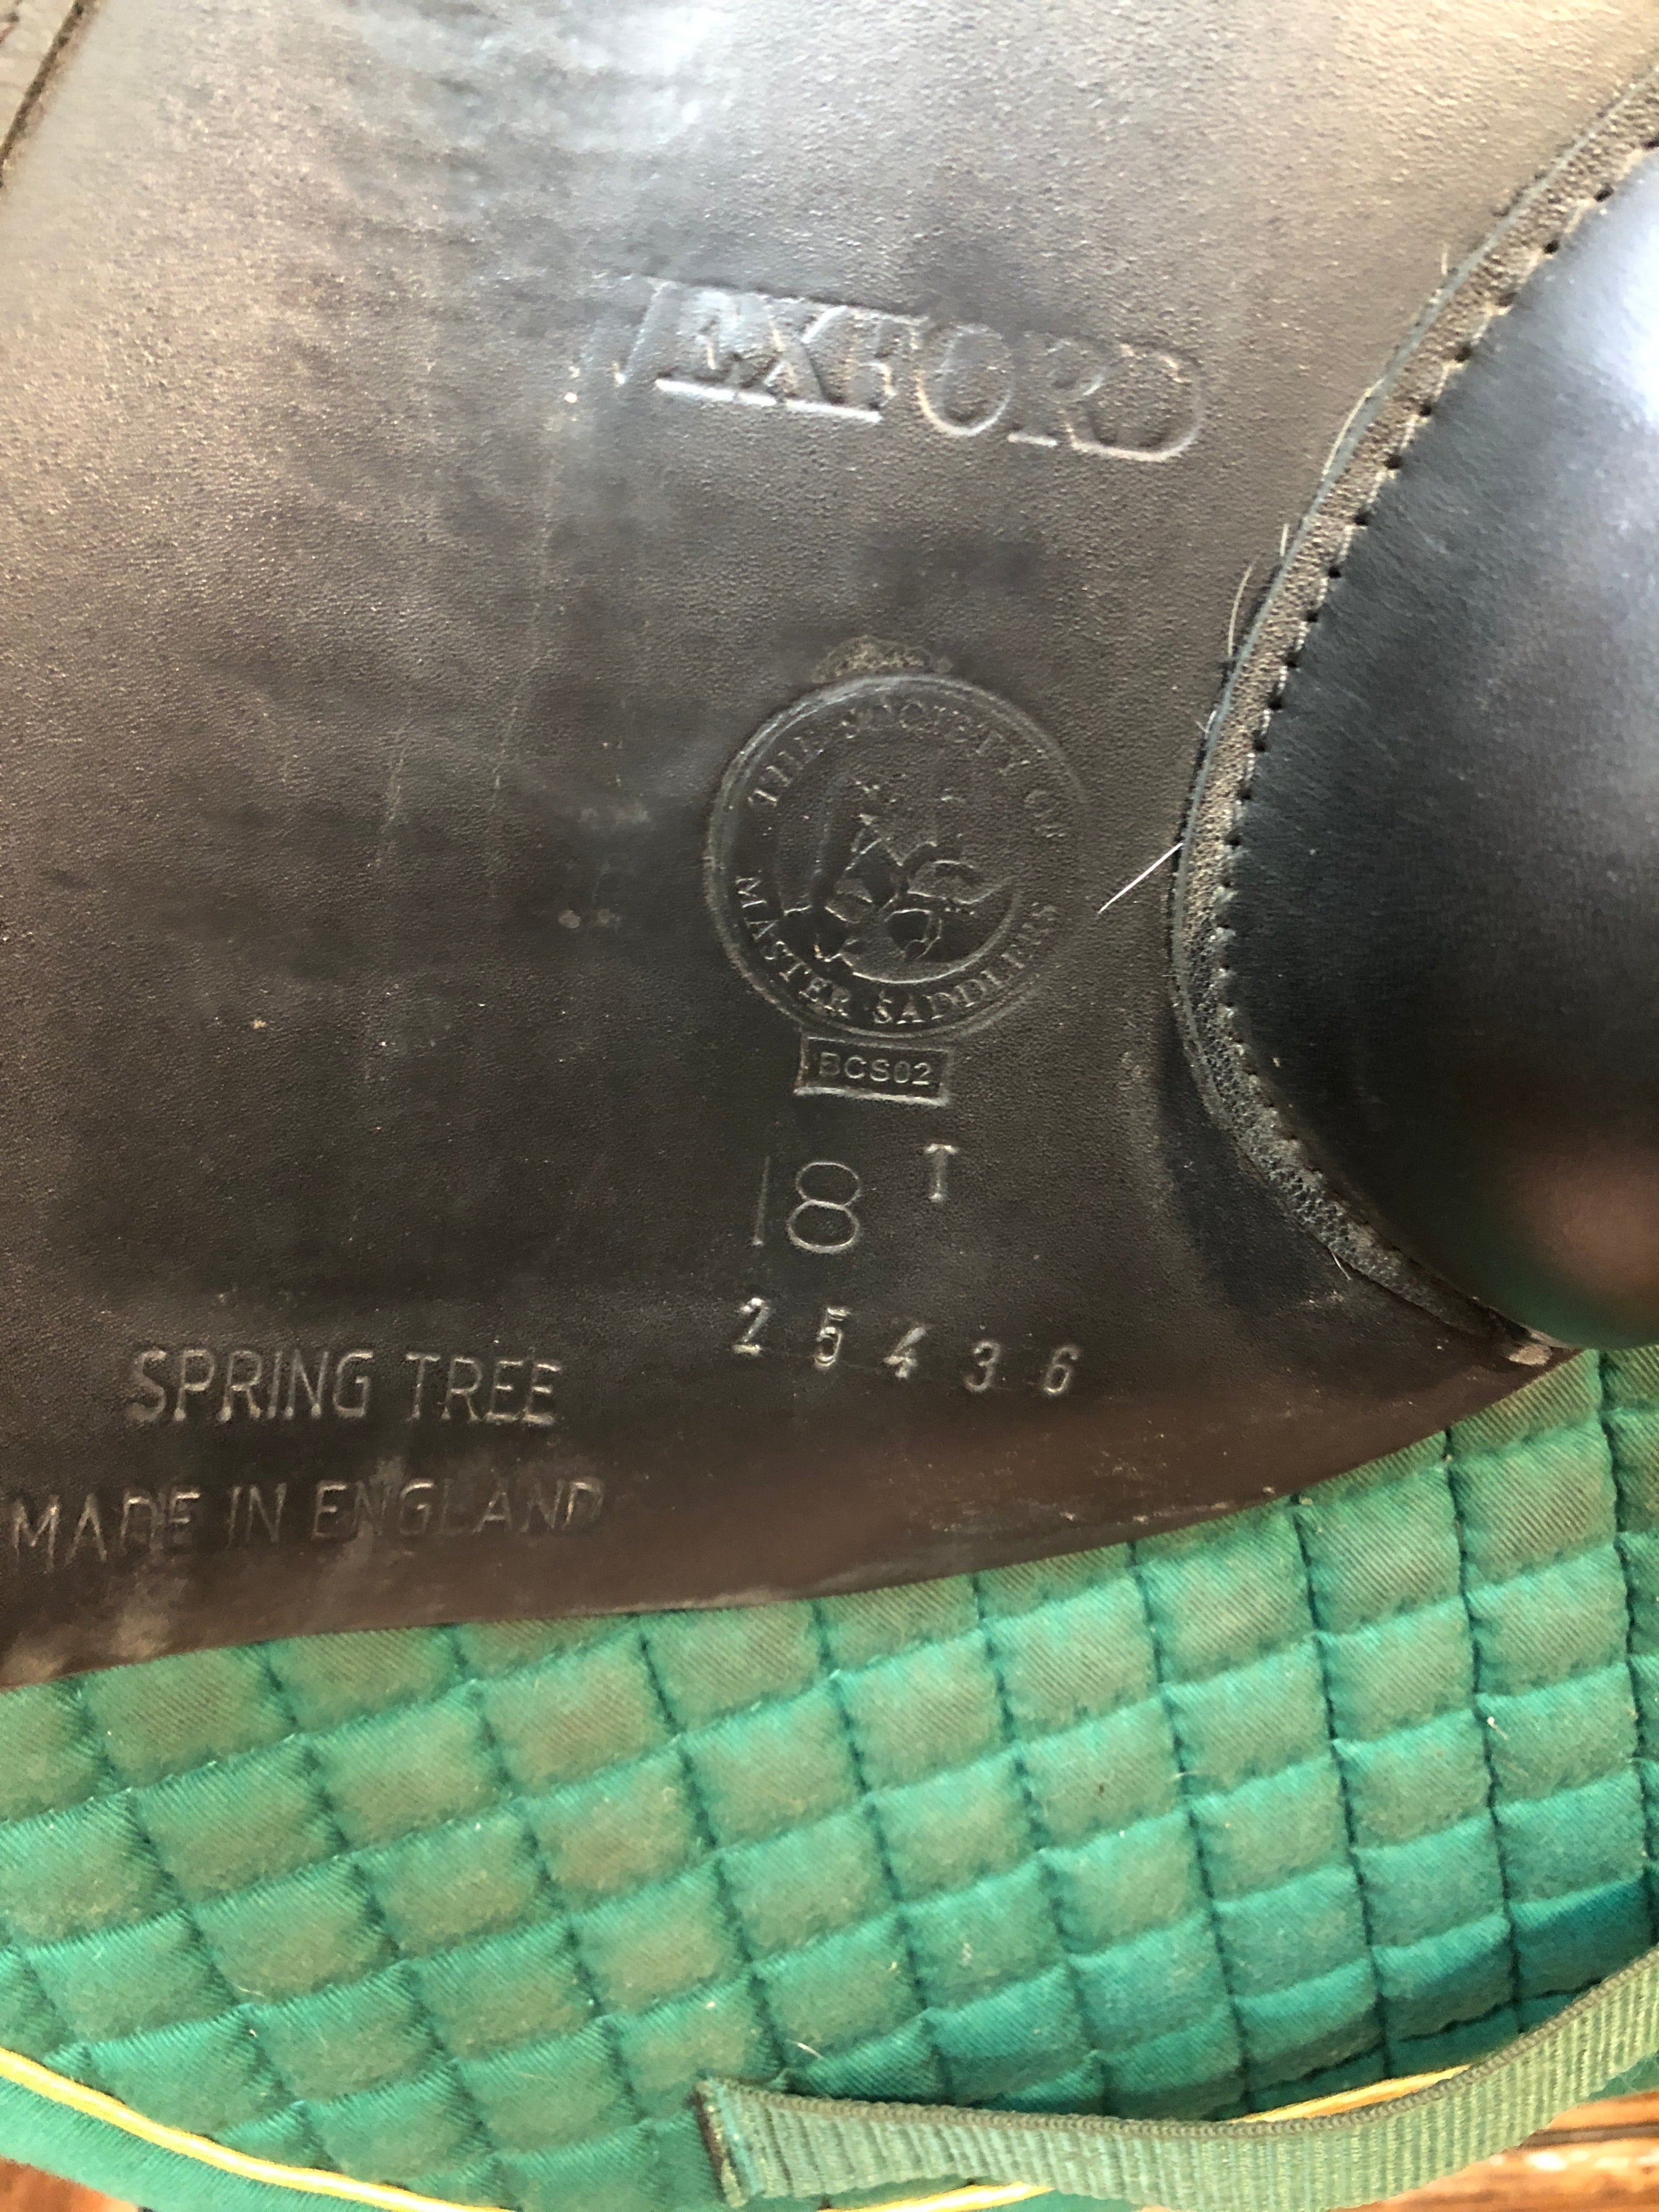 WEXFORD
THE SOCIETY OF
MASTER SADDLERS
BCS02
18 T
25436
SPRING TREE
MADE IN ENGLAND